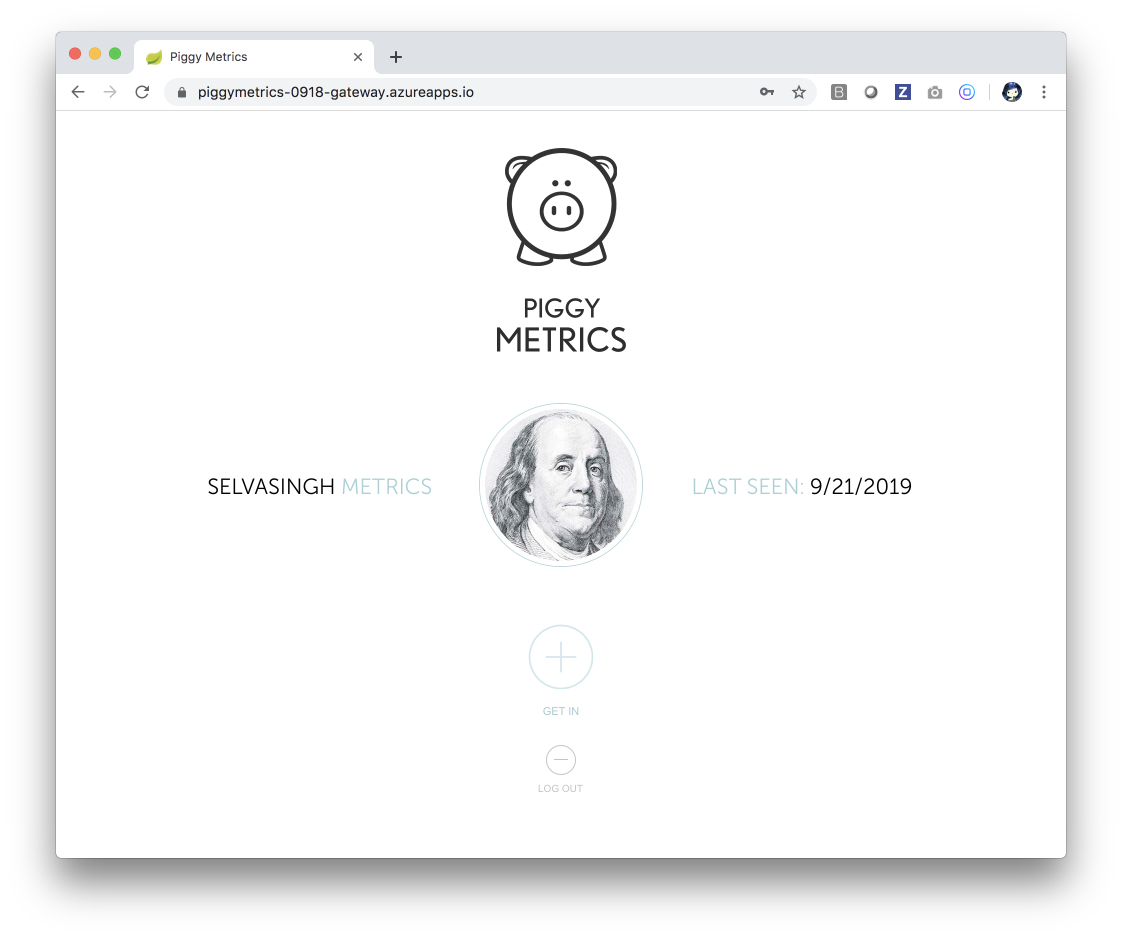 Piggy Metrics
piggymetrics-0918-gateway.azureapps.io
B
Z
PIGGY
METRICS
SELVASINGH METRICS
LAST SEEN: 9/21/2019
GET IN
LOG OUT